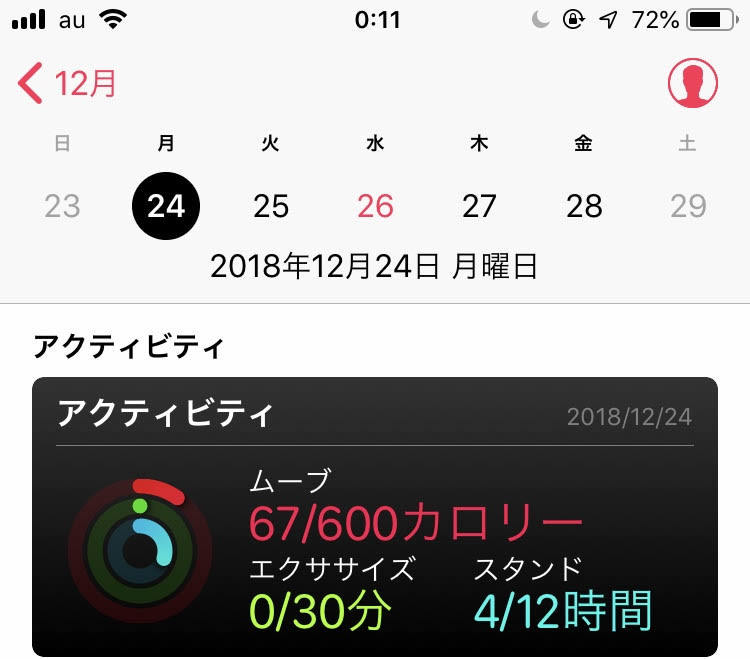 au 0:11 72%
12月
日 月 火 水 木 金 土
23 24 25 26 27 28 29
2018年12月24日 月曜日
アクティビティ
アクティビティ 2018/12/24
ムーブ
67/600カロリー
エクササイズ スタンド
0/30分 4/12時間